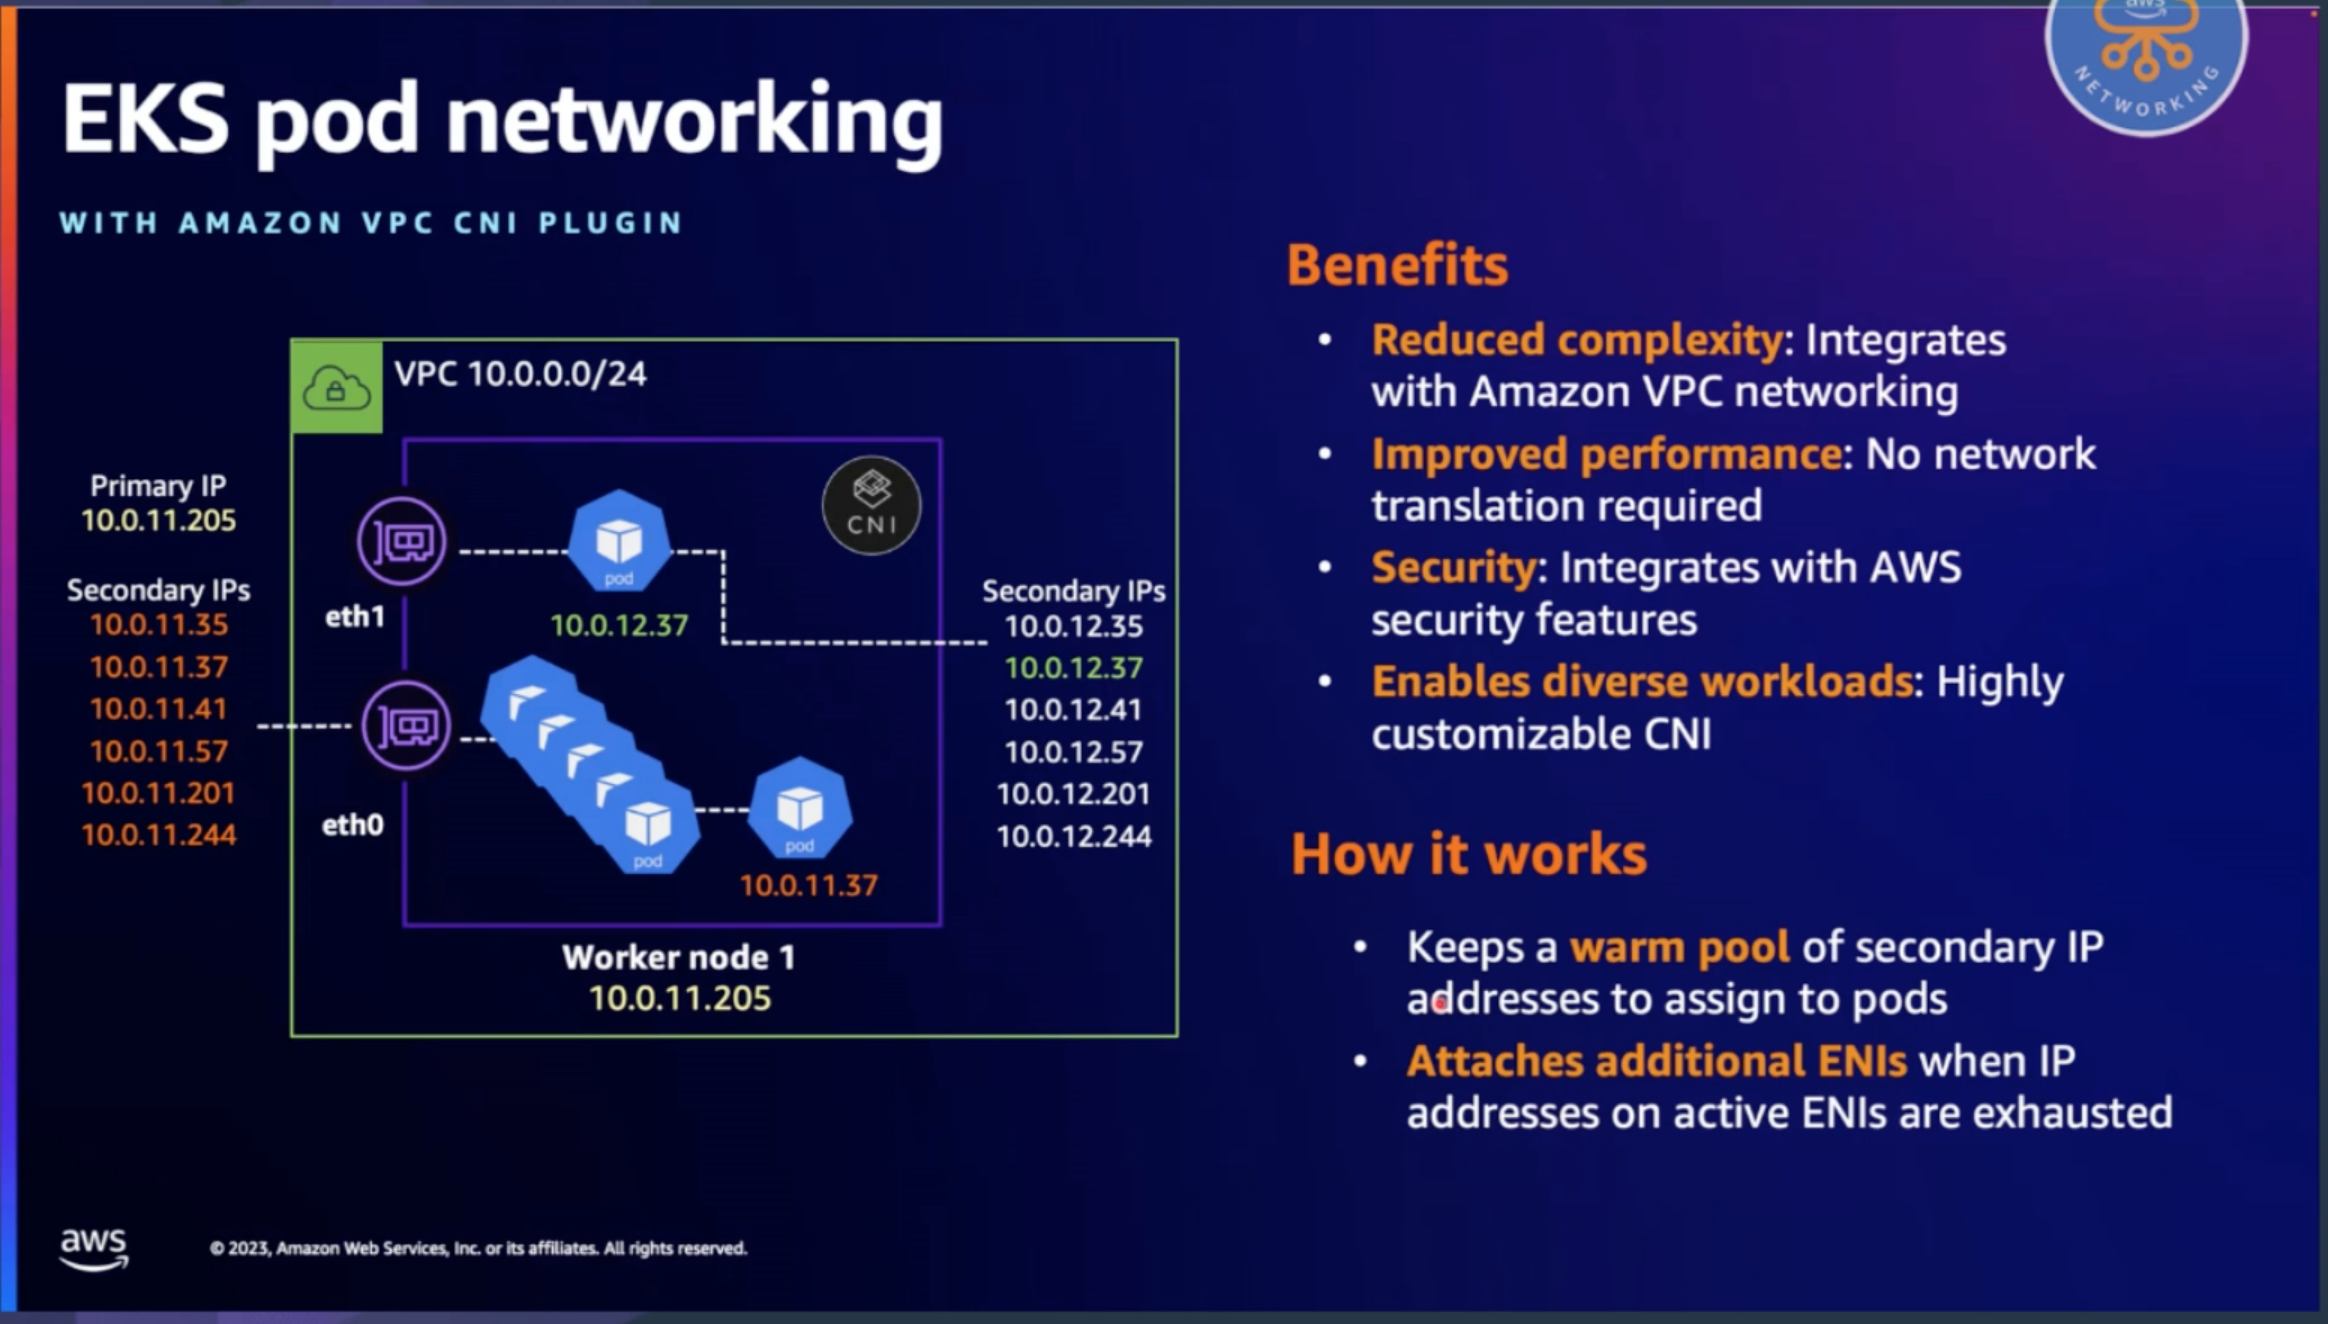 aws
NETWORKING
EKS pod networking
WITH AMAZON VPC CNI PLUGIN
VPC 10.0.0.0/24
Primary IP
10.0.11.205
Secondary IPs
10.0.11.35
10.0.11.37
10.0.11.41
10.0.11.57
10.0.11.201
10.0.11.244
eth1
eth0
CNI
pod
10.0.12.37
pod
pod
10.0.11.37
Secondary IPs
10.0.12.35
10.0.12.37
10.0.12.41
10.0.12.57
10.0.12.201
10.0.12.244
Worker node 1
10.0.11.205
Benefits
• Reduced complexity: Integrates
with Amazon VPC networking
• Improved performance: No network
translation required
• Security: Integrates with AWS
security features
• Enables diverse workloads: Highly
customizable CNI
How it works
• Keeps a warm pool of secondary IP
addresses to assign to pods
• Attaches additional ENIs when IP
addresses on active ENIs are exhausted
aws
© 2023, Amazon Web Services, Inc. or its affiliates. All rights reserved.